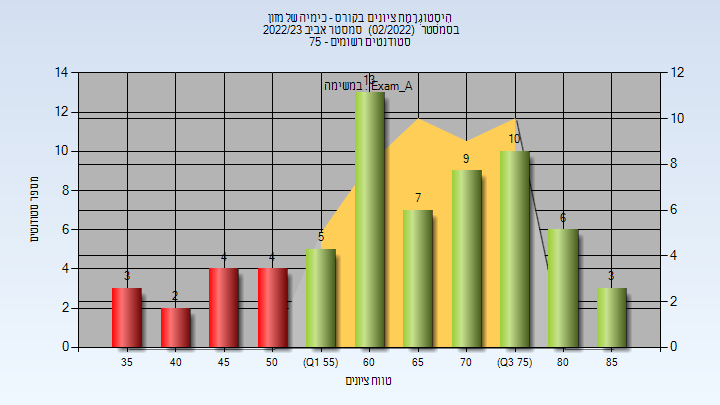 היסטוגרמת ציונים בקורס - כימיה של מזון
בסמסטר (02/2022) סמסטר אביב 2022/23
סטודנטים רשומים - 75
במשימה : Exam_A
14 12 10 8 6 4 2 0
12 10 8 6 4 2 0
3 2 4 4 5 13 7 9 10 6 3
35 40 45 50 (Q1 55) 60 65 70 (Q3 75) 80 85
מספר סטודנטים
טווח ציונים